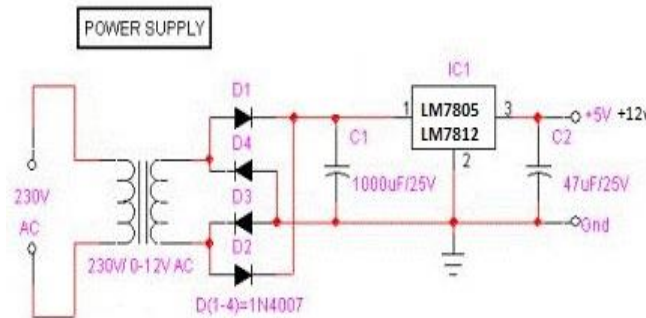 POWER SUPPLY
IC1
D1
1
LM7805
3
LM7812
+5V +12v
D4
C1
C2
2
230V
D3
1000uF/25V
47uF/25V
AC
D2
Gnd
230V/ 0-12V AC
D(1-4)=1N4007